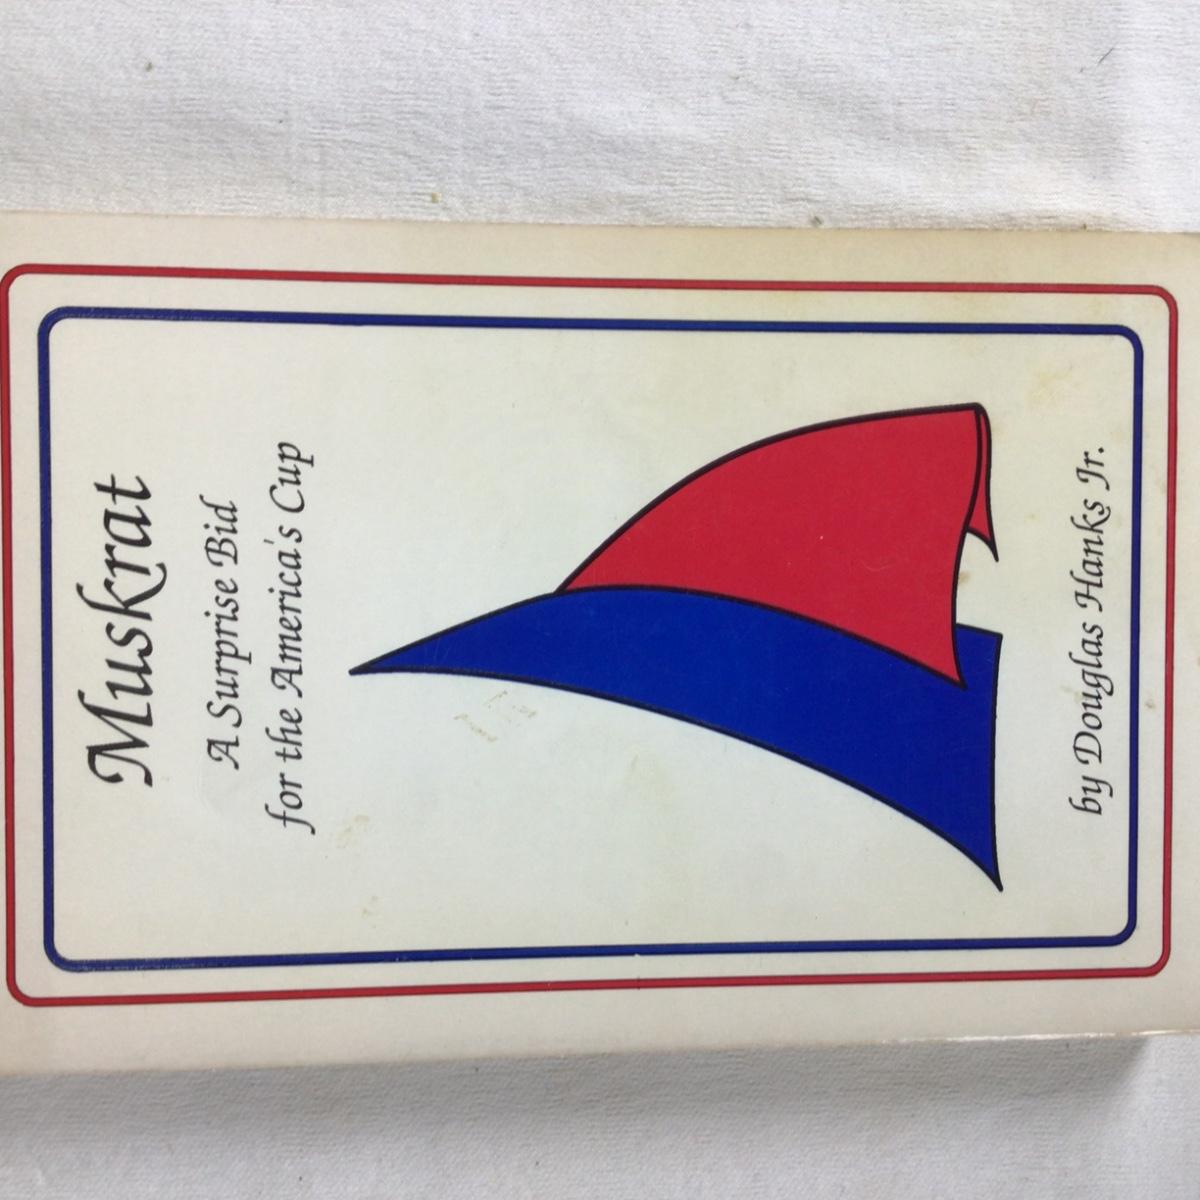 Muskrat
A Surprise Bid
for the America's Cup
by Douglas Hanks Jr.